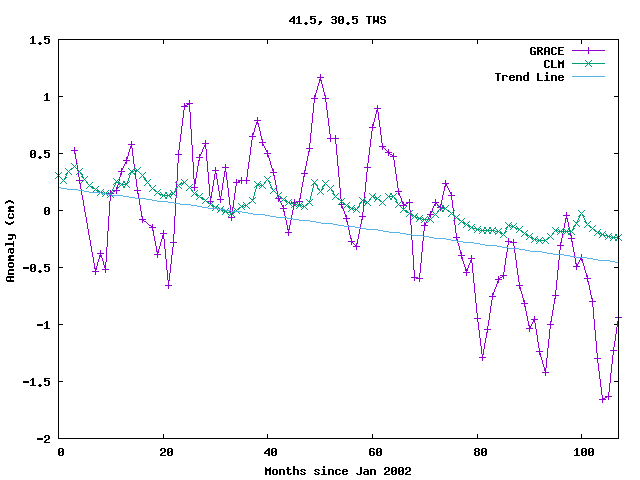 41.5, 30.5 TWS
GRACE
CLM
Trend Line
1.5
1
0.5
0
-0.5
-1
-1.5
-2
Anomaly (cm)
0 20 40 60 80 100
Months since Jan 2002